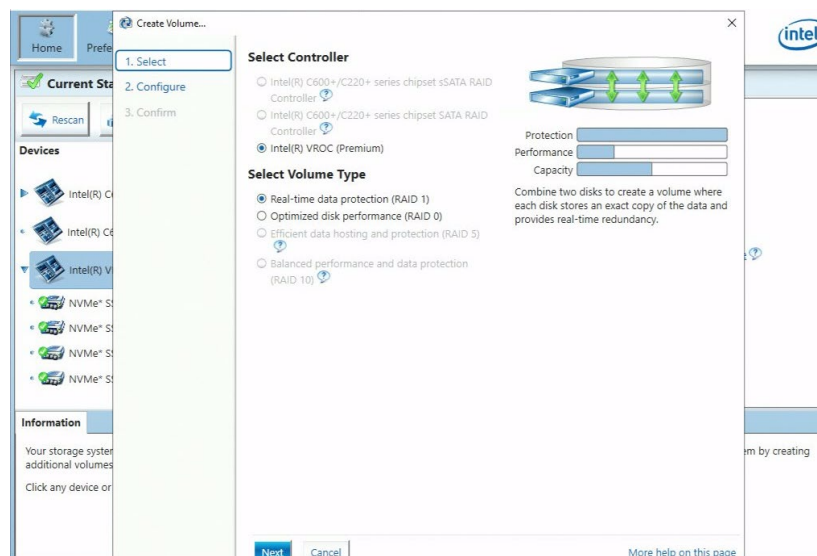 Create Volume...
Home
intel
1. Select
2. Configure
3. Confirm
Current
Rescan
Devices
Intel(R)
Intel(R)
Intel(R)
NVMe*
NVMe*
NVMe*
NVMe*
Select Controller
Intel(R) C600+/C220+ series chipset sSATA RAID
Controller
Intel(R) C600+/C220+ series chipset SATA RAID
Controller
Intel(R) VROC (Premium)
Select Volume Type
Real-time data protection (RAID 1)
Optimized disk performance (RAID 0)
Efficient data hosting and protection (RAID 5)
Balanced performance and data protection
(RAID 10)
Protection
Performance
Capacity
Combine two disks to create a volume where
each disk stores an exact copy of the data and
provides real-time redundancy.
Information
Your storage
additional volumes
Click any device or
by creating
Next Cancel
More help on this page